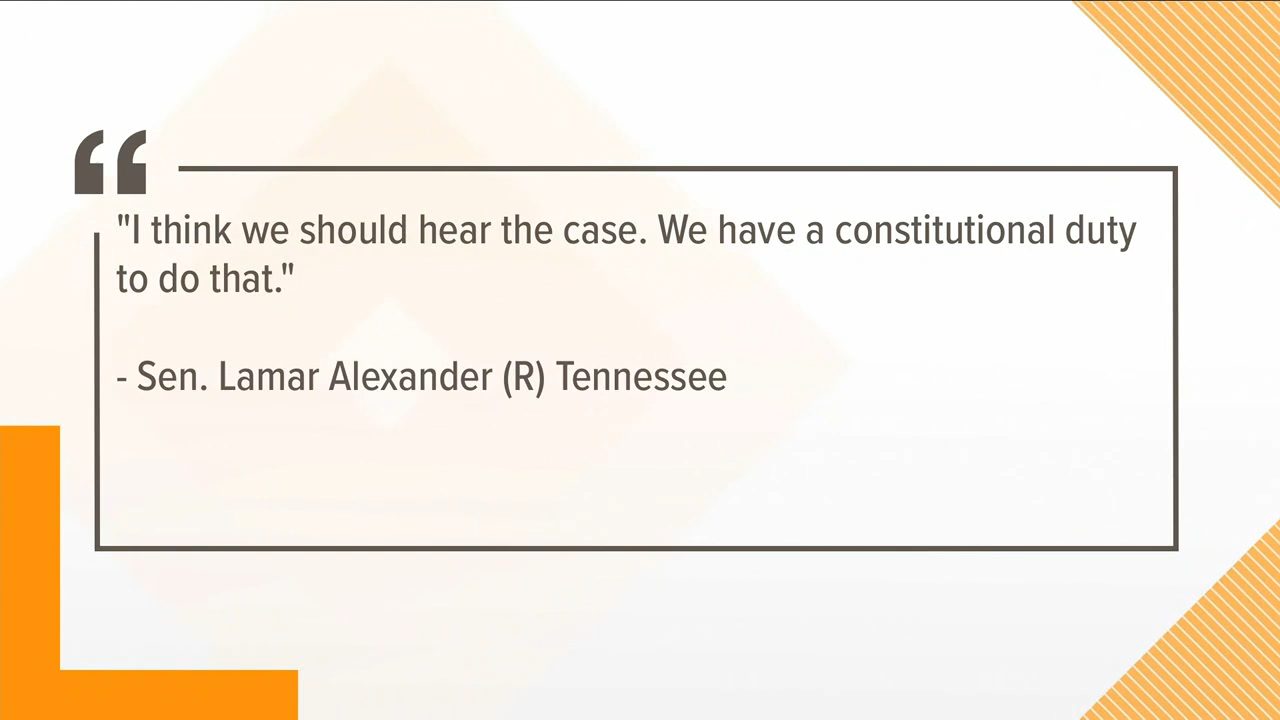 "I think we should hear the case. We have a constitutional duty
to do that."
- Sen. Lamar Alexander (R) Tennessee